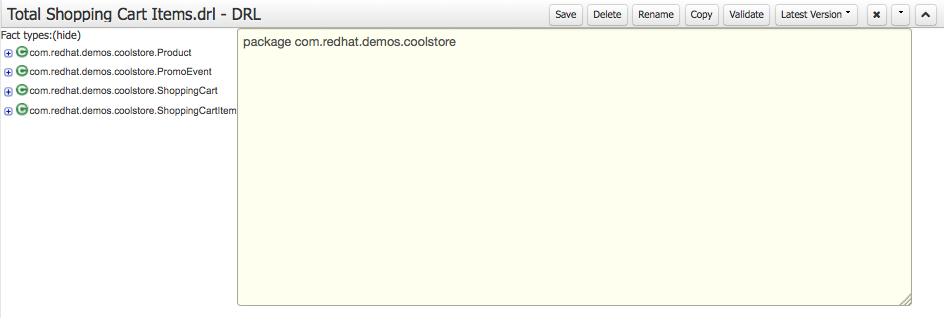 Total Shopping Cart Items.drl - DRL
Save Delete Rename Copy Validate Latest Version
Fact types:(hide)
com.redhat.demos.coolstore.Product
com.redhat.demos.coolstore.PromoEvent
com.redhat.demos.coolstore.ShoppingCart
com.redhat.demos.coolstore.ShoppingCartItem
package com.redhat.demos.coolstore